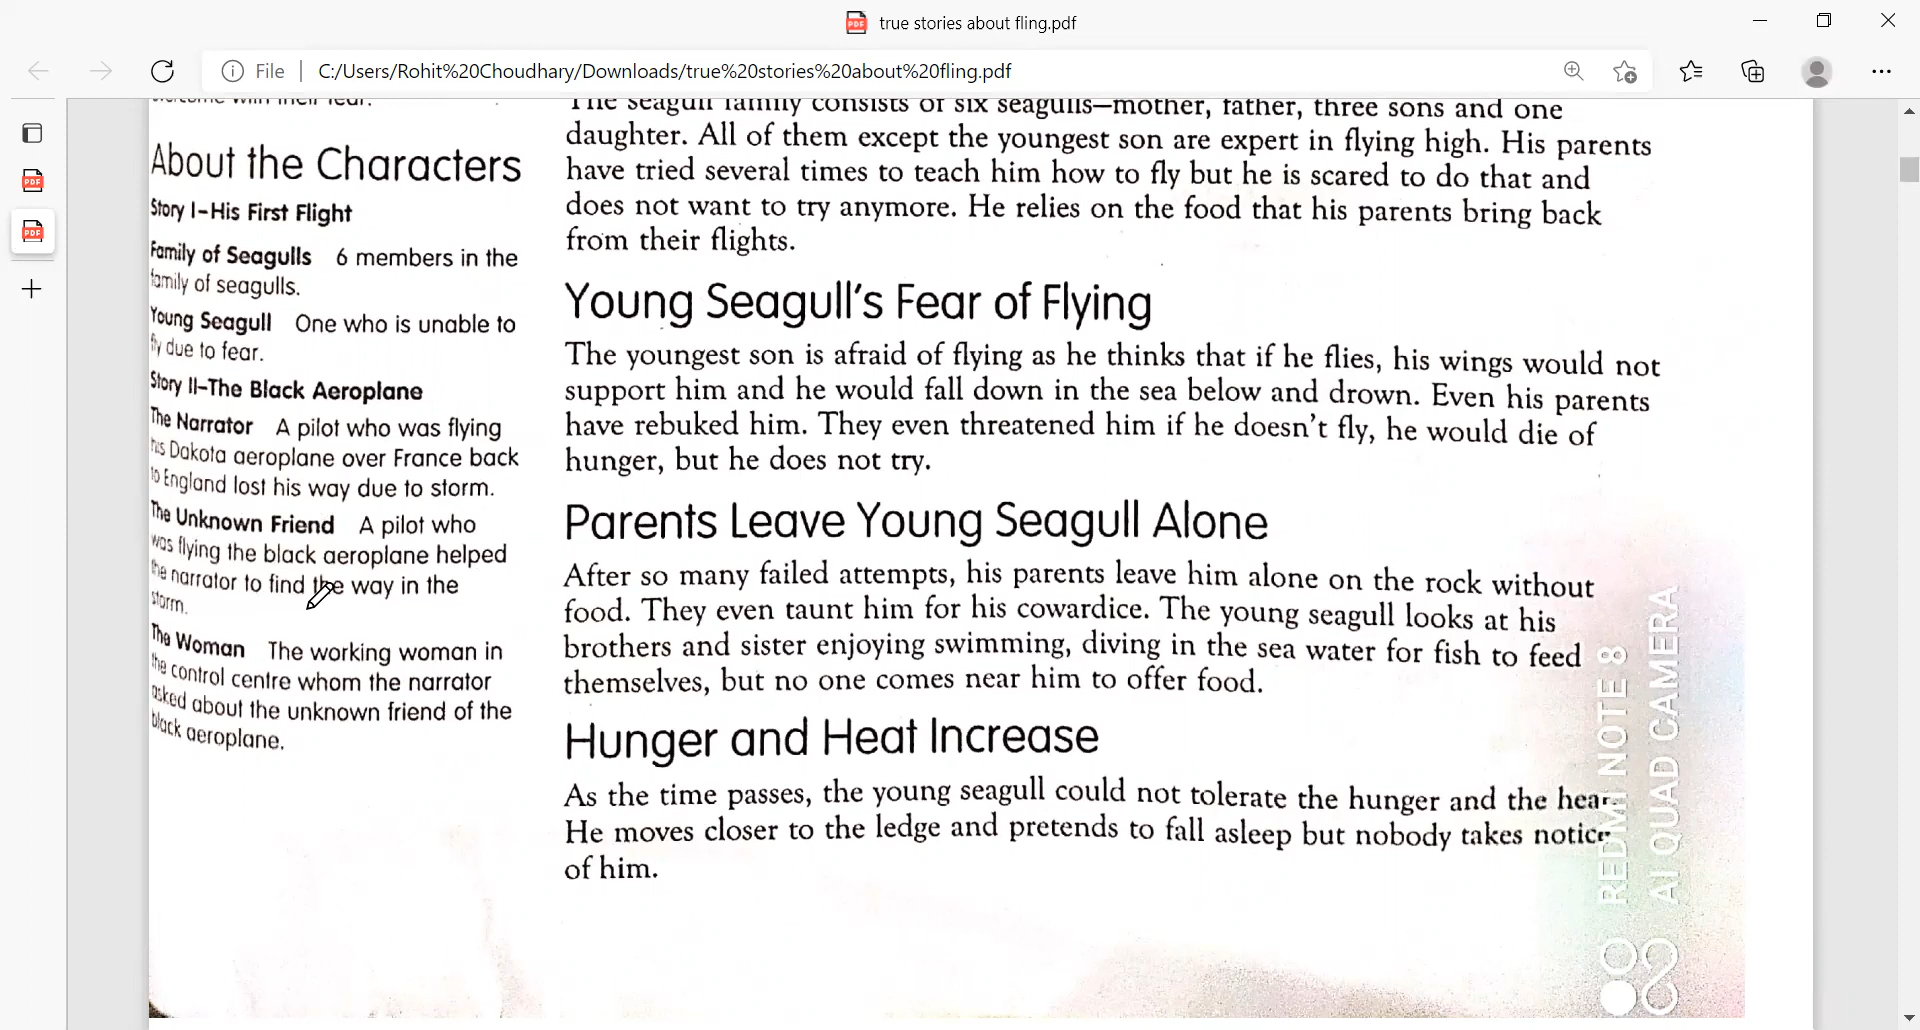 true stories about fling.pdf
File
C:/Users/Rohit%20Choudhary/Downloads/true%20stories%20about%20fling.pdf
welcome with their fear.
About the Characters
Story I–His First Flight
Family of Seagulls 6 members in the
family of seagulls.
Young Seagull One who is unable to
fly due to fear.
Story II–The Black Aeroplane
The Narrator A pilot who was flying
his Dakota aeroplane over France back
to England lost his way due to storm.
The Unknown Friend A pilot who
was flying the black aeroplane helped
the narrator to find the way in the
storm.
The Woman The working woman in
the control centre whom the narrator
asked about the unknown friend of the
black aeroplane.
The seagull family consists of six seagulls—mother, father, three sons and one
daughter. All of them except the youngest son are expert in flying high. His parents
have tried several times to teach him how to fly but he is scared to do that and
does not want to try anymore. He relies on the food that his parents bring back
from their flights.
Young Seagull's Fear of Flying
The youngest son is afraid of flying as he thinks that if he flies, his wings would not
support him and he would fall down in the sea below and drown. Even his parents
have rebuked him. They even threatened him if he doesn't fly, he would die of
hunger, but he does not try.
Parents Leave Young Seagull Alone
After so many failed attempts, his parents leave him alone on the rock without
food. They even taunt him for his cowardice. The young seagull looks at his
brothers and sister enjoying swimming, diving in the sea water for fish to feed
themselves, but no one comes near him to offer food.
Hunger and Heat Increase
As the time passes, the young seagull could not tolerate the hunger and the heat.
He moves closer to the ledge and pretends to fall asleep but nobody takes notice
of him.
REDMI NOTE 8
AI QUAD CAMERA